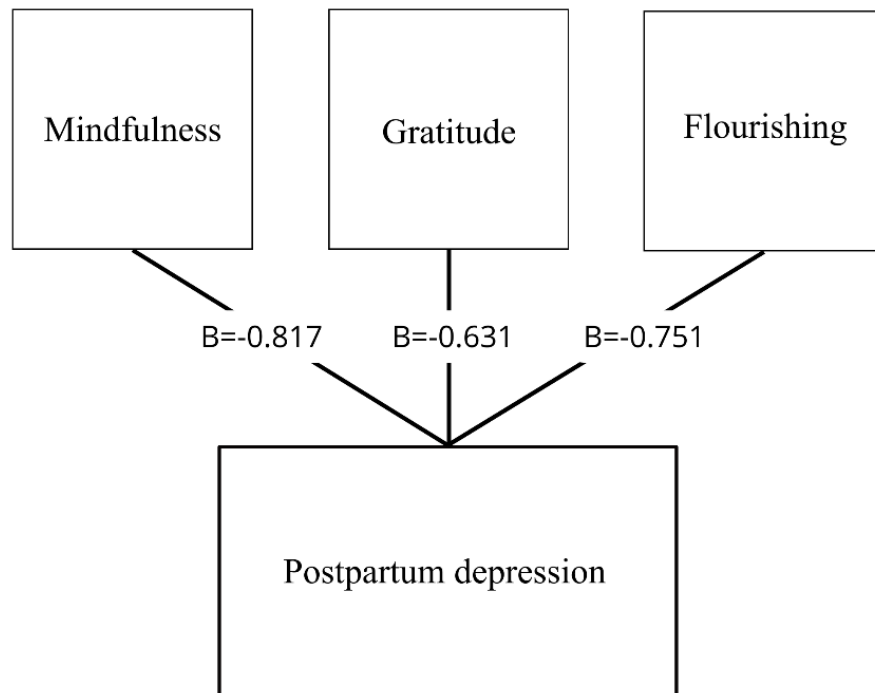 Mindfulness
Gratitude
Flourishing
B=-0.817
B=-0.631
B=-0.751
Postpartum depression